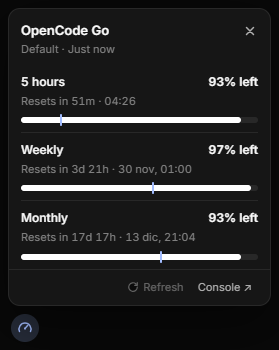 OpenCode Go
Default · Just now
5 hours 93% left
Resets in 51m · 04:26
Weekly 97% left
Resets in 3d 21h · 30 nov, 01:00
Monthly 93% left
Resets in 17d 17h · 13 dic, 21:04
Refresh Console ↗